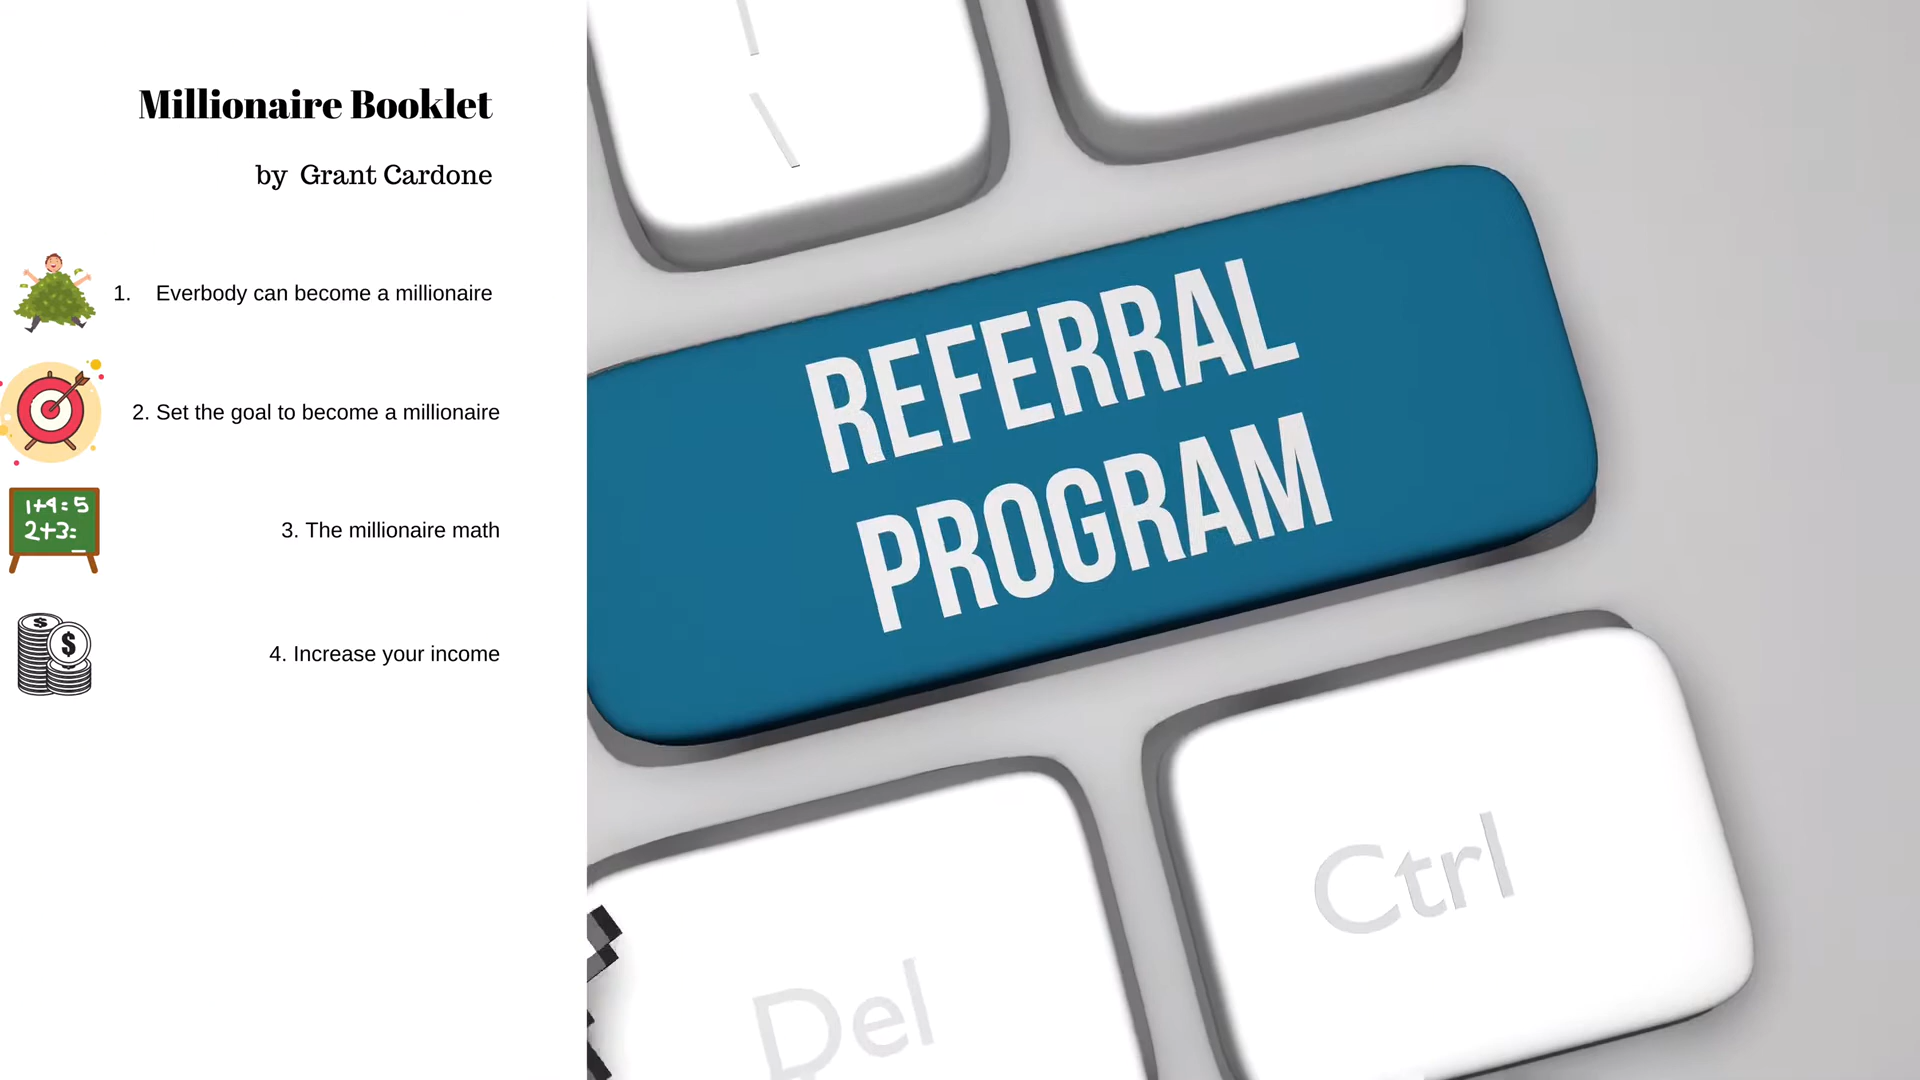 Millionaire Booklet
by Grant Cardone
1. Everbody can become a millionaire
2. Set the goal to become a millionaire
1+4=5
2+3=
3. The millionaire math
$
$
4. Increase your income
|
\
REFERRAL
PROGRAM
Ctrl
Del